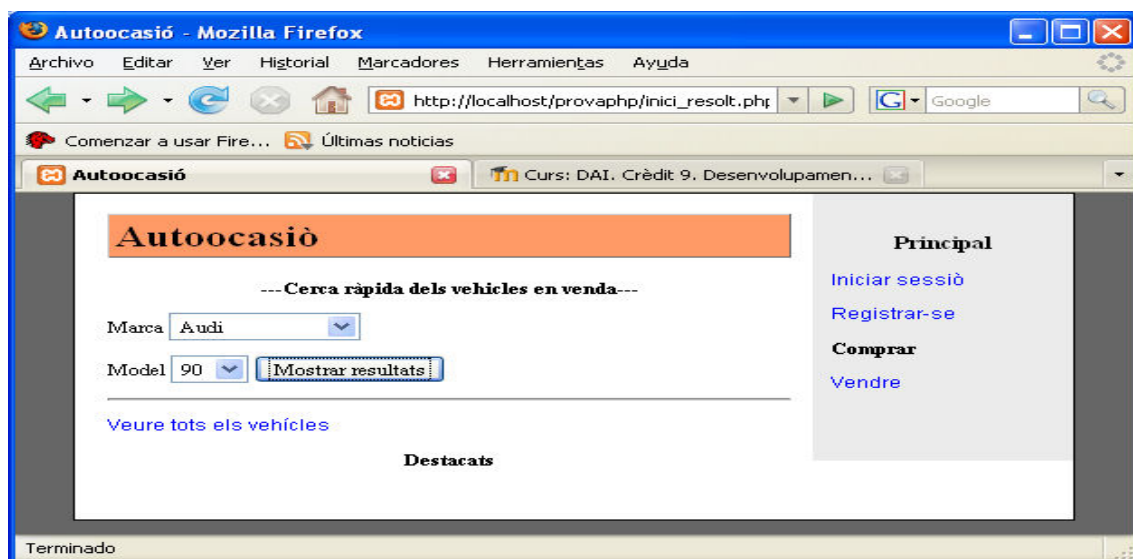 Autoocasió - Mozilla Firefox
Archivo Editar Ver Historial Marcadores Herramientas Ayuda
http://localhost/provaphp/inici_resolt.php
G Google
Comenzar a usar Fire... Últimas noticias
Autoocasió
Curs: DAI. Crèdit 9. Desenvolupamen...
Autoocasiò
---Cerca ràpida dels vehicles en venda---
Marca Audi
Model 90 Mostrar resultats
Veure tots els vehícles
Destacats
Principal
Iniciar sessiò
Registrar-se
Comprar
Vendre
Terminado